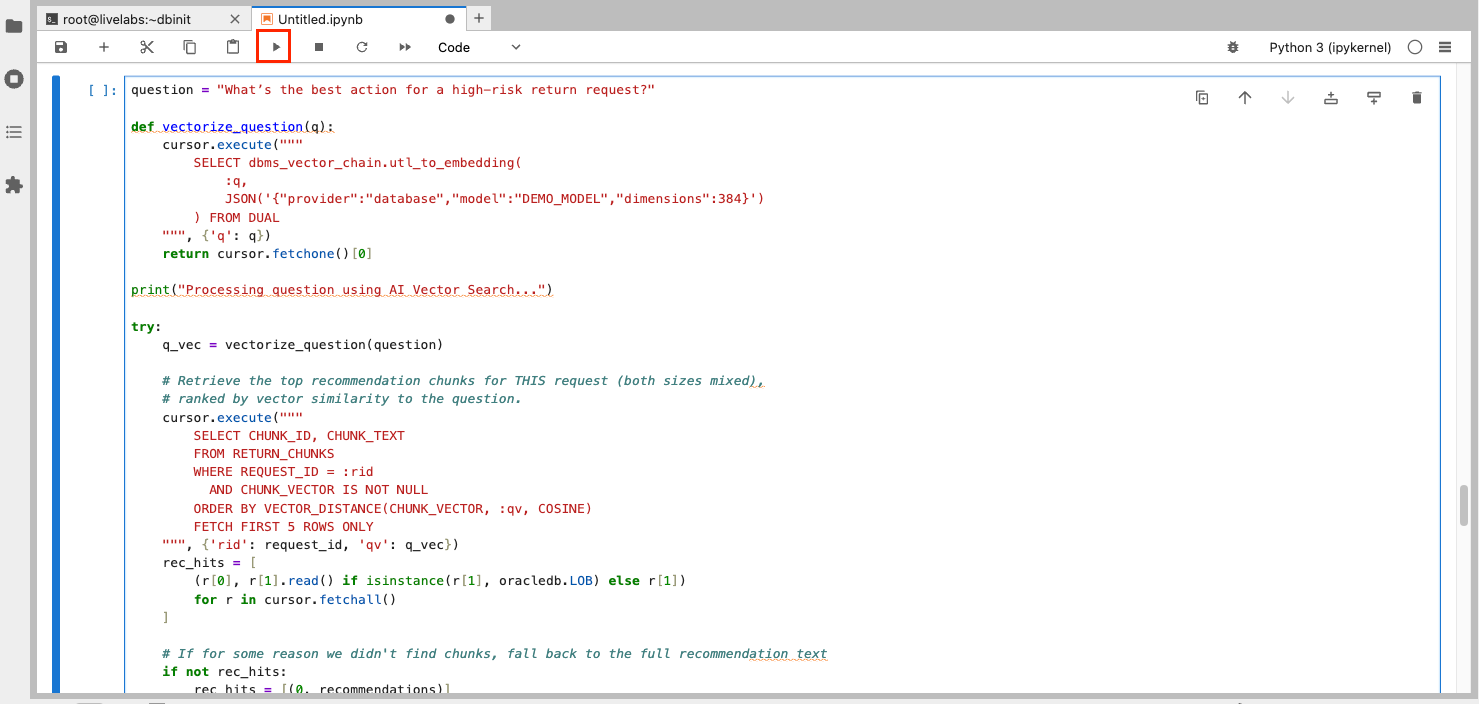 root@livelabs:~dbinit
Untitled.ipynb
Code
Python 3 (ipykernel)
[ ]:
question = "What’s the best action for a high-risk return request?"
def vectorize_question(q):
    cursor.execute("""
        SELECT dbms_vector_chain.utl_to_embedding(
            :q,
            JSON('{"provider":"database","model":"DEMO_MODEL","dimensions":384}')
        ) FROM DUAL
    """, {'q': q})
    return cursor.fetchone()[0]
print("Processing question using AI Vector Search...")
try:
    q_vec = vectorize_question(question)
    # Retrieve the top recommendation chunks for THIS request (both sizes mixed),
    # ranked by vector similarity to the question.
    cursor.execute("""
        SELECT CHUNK_ID, CHUNK_TEXT
        FROM RETURN_CHUNKS
        WHERE REQUEST_ID = :rid
          AND CHUNK_VECTOR IS NOT NULL
        ORDER BY VECTOR_DISTANCE(CHUNK_VECTOR, :qv, COSINE)
        FETCH FIRST 5 ROWS ONLY
    """, {'rid': request_id, 'qv': q_vec})
    rec_hits = [
        (r[0], r[1].read() if isinstance(r[1], oracledb.LOB) else r[1])
        for r in cursor.fetchall()
    ]
    # If for some reason we didn't find chunks, fall back to the full recommendation text
    if not rec_hits:
        rec_hits = [(0, recommendations)]